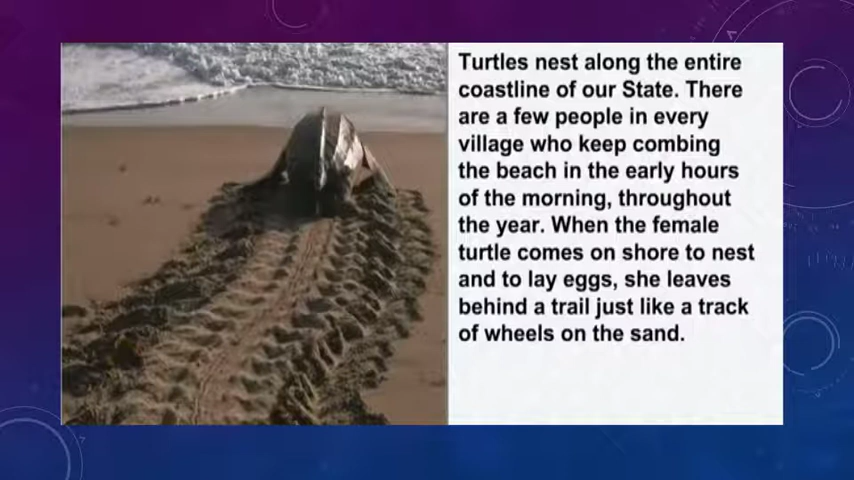 Turtles nest along the entire
coastline of our State. There
are a few people in every
village who keep combing
the beach in the early hours
of the morning, throughout
the year. When the female
turtle comes on shore to nest
and to lay eggs, she leaves
behind a trail just like a track
of wheels on the sand.